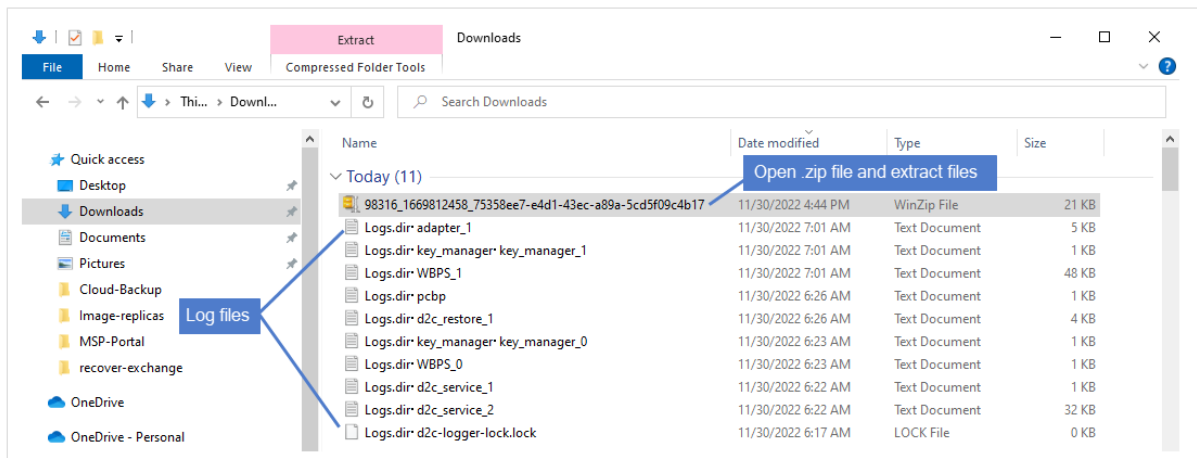 Extract Downloads
File Home Share View Compressed Folder Tools
Thi... Downl... Search Downloads
Name Date modified Type Size
Quick access
Desktop
Downloads
Documents
Pictures
Cloud-Backup
Image-replicas
MSP-Portal
recover-exchange
OneDrive
OneDrive - Personal
Log files
Today (11)
Open .zip file and extract files
98316_1669812458_75358ee7-e4d1-43ec-a89a-5cd5f09c4b17 11/30/2022 4:44 PM WinZip File 21 KB
Logs.dir· adapter_1 11/30/2022 7:01 AM Text Document 5 KB
Logs.dir· key_manager· key_manager_1 11/30/2022 7:01 AM Text Document 1 KB
Logs.dir· WBPS_1 11/30/2022 7:01 AM Text Document 48 KB
Logs.dir· pcbp 11/30/2022 6:26 AM Text Document 1 KB
Logs.dir· d2c_restore_1 11/30/2022 6:26 AM Text Document 4 KB
Logs.dir· key_manager· key_manager_0 11/30/2022 6:23 AM Text Document 1 KB
Logs.dir· WBPS_0 11/30/2022 6:23 AM Text Document 1 KB
Logs.dir· d2c_service_1 11/30/2022 6:22 AM Text Document 1 KB
Logs.dir· d2c_service_2 11/30/2022 6:22 AM Text Document 32 KB
Logs.dir· d2c-logger-lock.lock 11/30/2022 6:17 AM LOCK File 0 KB